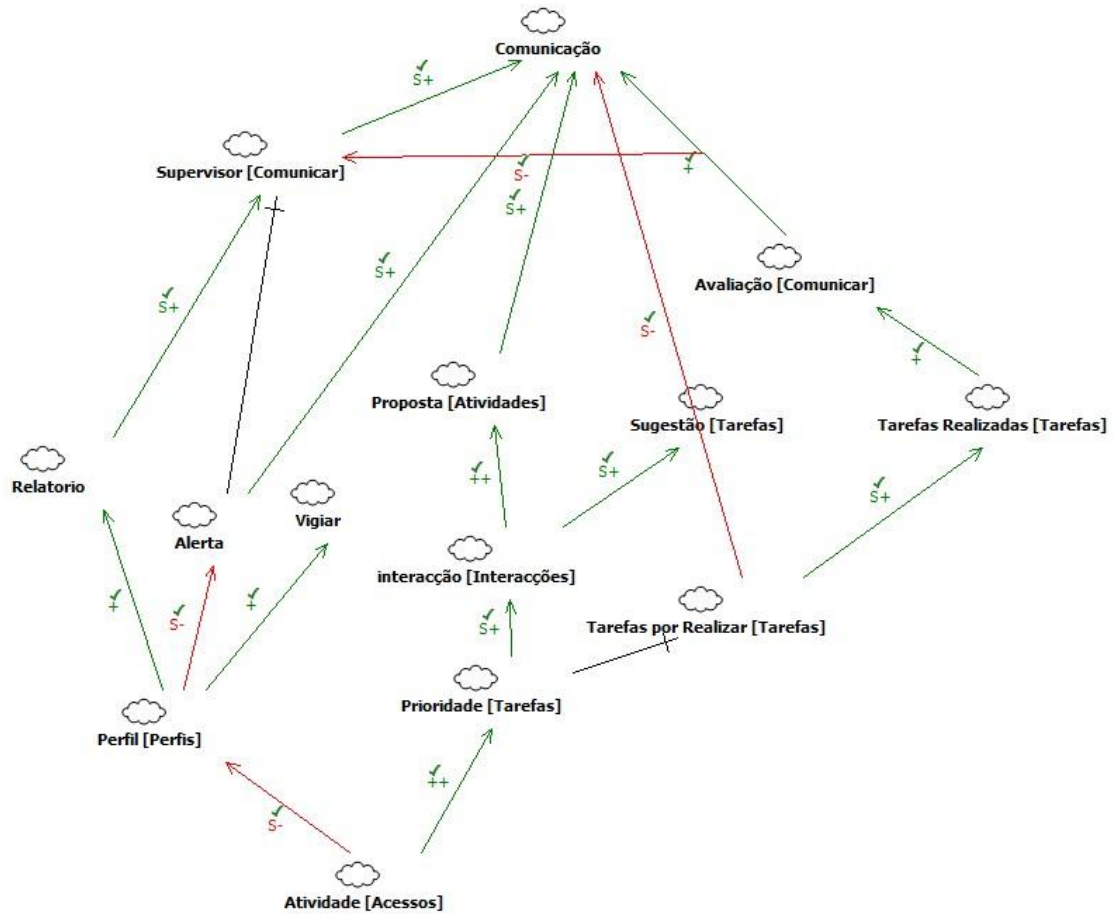 Comunicação
S+
Supervisor [Comunicar]
S-
+
S+
S+
S+
Avaliação [Comunicar]
S-
+
Proposta [Atividades]
Sugestão [Tarefas]
Tarefas Realizadas [Tarefas]
Relatorio
++
S+
S+
Vigiar
Alerta
interacção [Interacções]
+
S-
+
S+
Tarefas por Realizar [Tarefas]
Prioridade [Tarefas]
Perfil [Perfis]
++
S-
Atividade [Acessos]